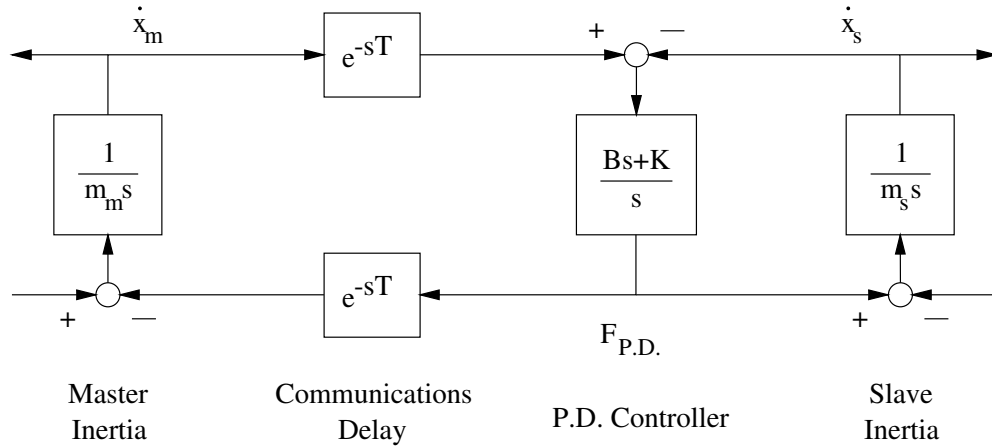 ẋm ẋs
+ —
e-sT
1
mms
Bs+K
s
1
mss
e-sT
+ — + —
FP.D.
Master Inertia
Communications Delay
P.D. Controller
Slave Inertia